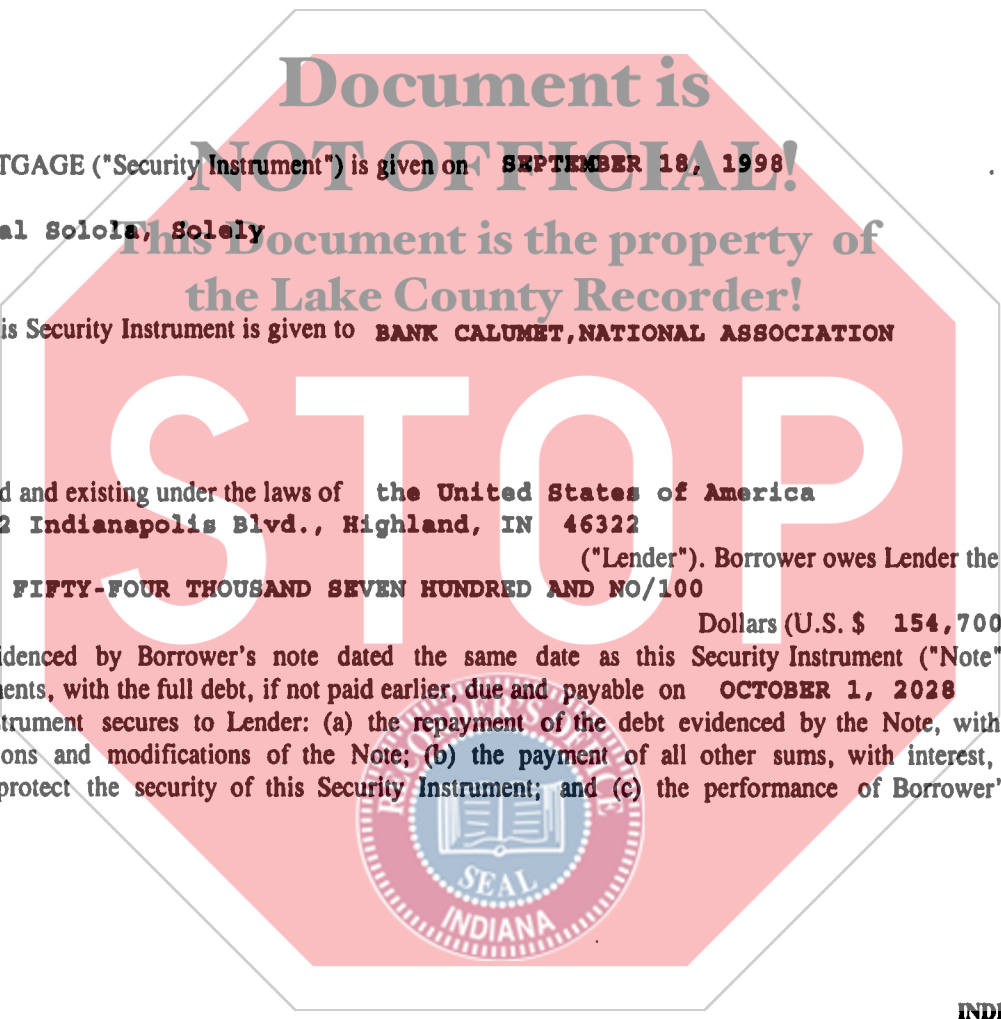 Document is
NOT OFFICIAL!
TGAGE ("Security Instrument") is given on SEPTEMBER 18, 1998
al Solola, Solely
This Document is the property of
the Lake County Recorder!
is Security Instrument is given to BANK CALUMET,NATIONAL ASSOCIATION
STOP
d and existing under the laws of the United States of America
2 Indianapolis Blvd., Highland, IN 46322
("Lender"). Borrower owes Lender the
FIFTY-FOUR THOUSAND SEVEN HUNDRED AND NO/100
Dollars (U.S. $ 154,700
idenced by Borrower's note dated the same date as this Security Instrument ("Note"
ents, with the full debt, if not paid earlier, due and payable on OCTOBER 1, 2028
strument secures to Lender: (a) the repayment of the debt evidenced by the Note, with
ons and modifications of the Note; (b) the payment of all other sums, with interest,
protect the security of this Security Instrument; and (c) the performance of Borrower'
RECORDER'S OFFICE
SEAL
INDIANA
INDI